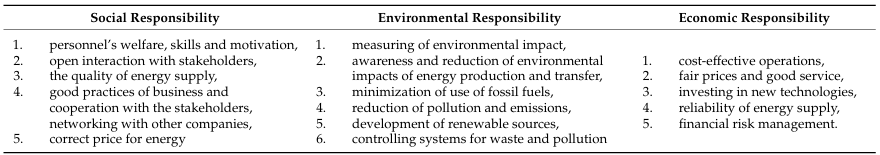 Social Responsibility
1. personnel's welfare, skills and motivation,
2. open interaction with stakeholders,
3. the quality of energy supply,
4. good practices of business and
cooperation with the stakeholders,
networking with other companies,
5. correct price for energy
Environmental Responsibility
1. measuring of environmental impact,
2. awareness and reduction of environmental
impacts of energy production and transfer,
3. minimization of use of fossil fuels,
4. reduction of pollution and emissions,
5. development of renewable sources,
6. controlling systems for waste and pollution
Economic Responsibility
1. cost-effective operations,
2. fair prices and good service,
3. investing in new technologies,
4. reliability of energy supply,
5. financial risk management.